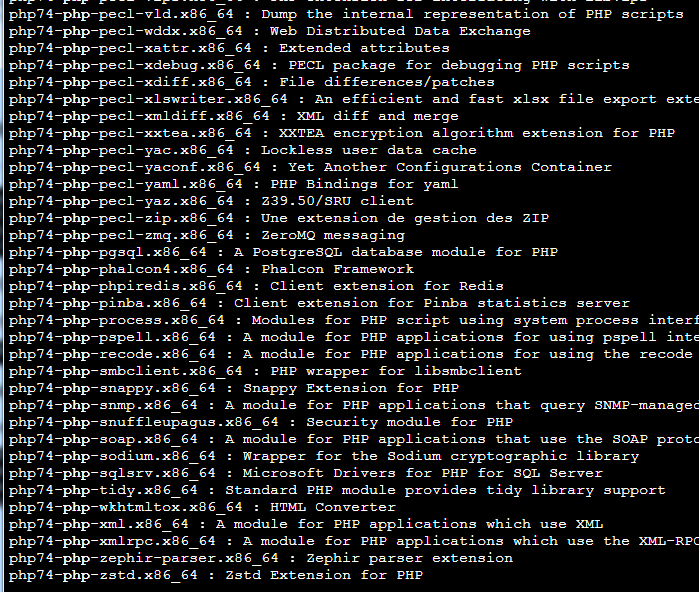 php74-php-pecl-vld.x86_64 : Dump the internal representation of PHP scripts
php74-php-pecl-wddx.x86_64 : Web Distributed Data Exchange
php74-php-pecl-xattr.x86_64 : Extended attributes
php74-php-pecl-xdebug.x86_64 : PECL package for debugging PHP scripts
php74-php-pecl-xdiff.x86_64 : File differences/patches
php74-php-pecl-xlswriter.x86_64 : An efficient and fast xlsx file export exte
php74-php-pecl-xmldiff.x86_64 : XML diff and merge
php74-php-pecl-xxtea.x86_64 : XXTEA encryption algorithm extension for PHP
php74-php-pecl-yac.x86_64 : Lockless user data cache
php74-php-pecl-yaconf.x86_64 : Yet Another Configurations Container
php74-php-pecl-yaml.x86_64 : PHP Bindings for yaml
php74-php-pecl-yaz.x86_64 : Z39.50/SRU client
php74-php-pecl-zip.x86_64 : Une extension de gestion des ZIP
php74-php-pecl-zmq.x86_64 : ZeroMQ messaging
php74-php-pgsql.x86_64 : A PostgreSQL database module for PHP
php74-php-phalcon4.x86_64 : Phalcon Framework
php74-php-phpiredis.x86_64 : Client extension for Redis
php74-php-pinba.x86_64 : Client extension for Pinba statistics server
php74-php-process.x86_64 : Modules for PHP script using system process interf
php74-php-pspell.x86_64 : A module for PHP applications for using pspell inte
php74-php-recode.x86_64 : A module for PHP applications for using the recode
php74-php-smbclient.x86_64 : PHP wrapper for libsmbclient
php74-php-snappy.x86_64 : Snappy Extension for PHP
php74-php-snmp.x86_64 : A module for PHP applications that query SNMP-managed
php74-php-snuffleupagus.x86_64 : Security module for PHP
php74-php-soap.x86_64 : A module for PHP applications that use the SOAP proto
php74-php-sodium.x86_64 : Wrapper for the Sodium cryptographic library
php74-php-sqlsrv.x86_64 : Microsoft Drivers for PHP for SQL Server
php74-php-tidy.x86_64 : Standard PHP module provides tidy library support
php74-php-wkhtmltox.x86_64 : HTML Converter
php74-php-xml.x86_64 : A module for PHP applications which use XML
php74-php-xmlrpc.x86_64 : A module for PHP applications which use the XML-RPC
php74-php-zephir-parser.x86_64 : Zephir parser extension
php74-php-zstd.x86_64 : Zstd Extension for PHP